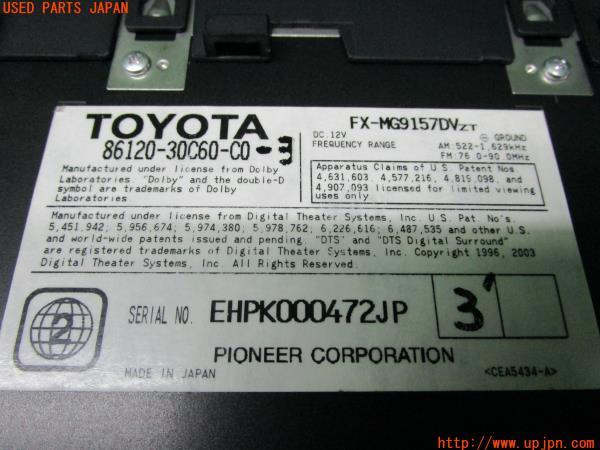 USED PARTS JAPAN
TOYOTA
86120-30C60-C0-3
FX-MG9157DVZT
DC.12V GROUND
FREQUENCY RANGE AM:522-1,629kHz
FM:76.0-90.0MHz
Manufactured under license from Dolby
Laboratories. "Dolby" and the double-D
symbol are trademarks of Dolby
Laboratories
Apparatus Claims of U.S. Patent Nos
4,631,603, 4,577,216, 4,819,098, and
4,907,093 licensed for limited viewing
uses only
Manufactured under license from Digital Theater Systems, Inc. U.S. Pat. No's.
5,451,942; 5,956,674; 5,974,380; 5,978,762; 6,226,616; 6,487,535 and other U.S.
and world-wide patents issued and pending. "DTS" and "DTS Digital Surround"
are registered trademarks of Digital Theater Systems, Inc. Copyright 1996, 2003
Digital Theater Systems, Inc. All Rights Reserved.
2
SERIAL NO. EHPK000472JP
3'
PIONEER CORPORATION
MADE IN JAPAN
<CEA5434-A>
http://www.upjpn.com/